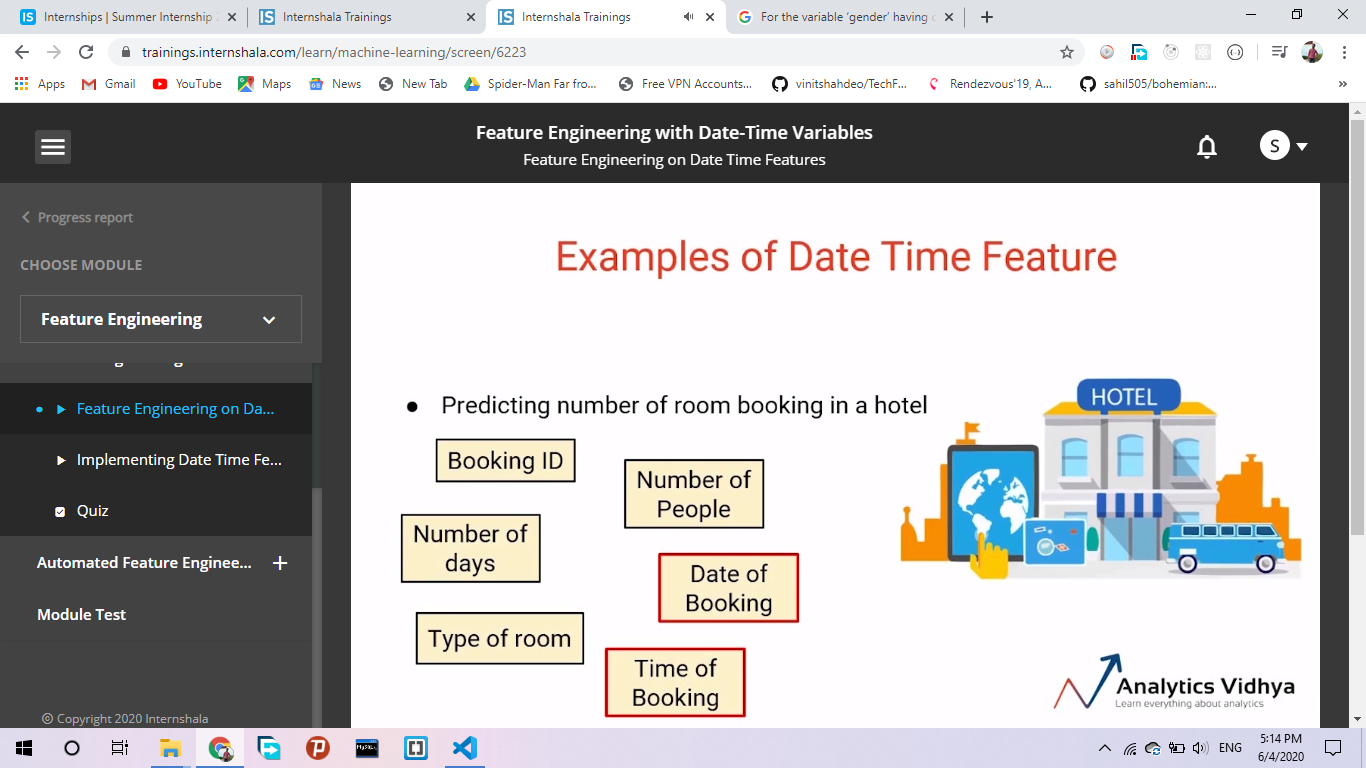 Internships | Summer Internship
Internshala Trainings
Internshala Trainings
For the variable ‘gender’ having
trainings.internshala.com/learn/machine-learning/screen/6223
Apps
Gmail
YouTube
Maps
News
New Tab
Spider-Man Far fro...
Free VPN Accounts...
vinitshahdeo/TechF...
Rendezvous'19, A...
sahil505/bohemian:...
Feature Engineering with Date-Time Variables
Feature Engineering on Date Time Features
S
Progress report
CHOOSE MODULE
Feature Engineering
Feature Engineering on Da...
Implementing Date Time Fe...
Quiz
Automated Feature Enginee...
Module Test
© Copyright 2020 Internshala
Examples of Date Time Feature
Predicting number of room booking in a hotel
HOTEL
Booking ID
Number of
People
Number of
days
Date of
Booking
Type of room
Time of
Booking
Analytics Vidhya
Learn everything about analytics
ENG
5:14 PM
6/4/2020